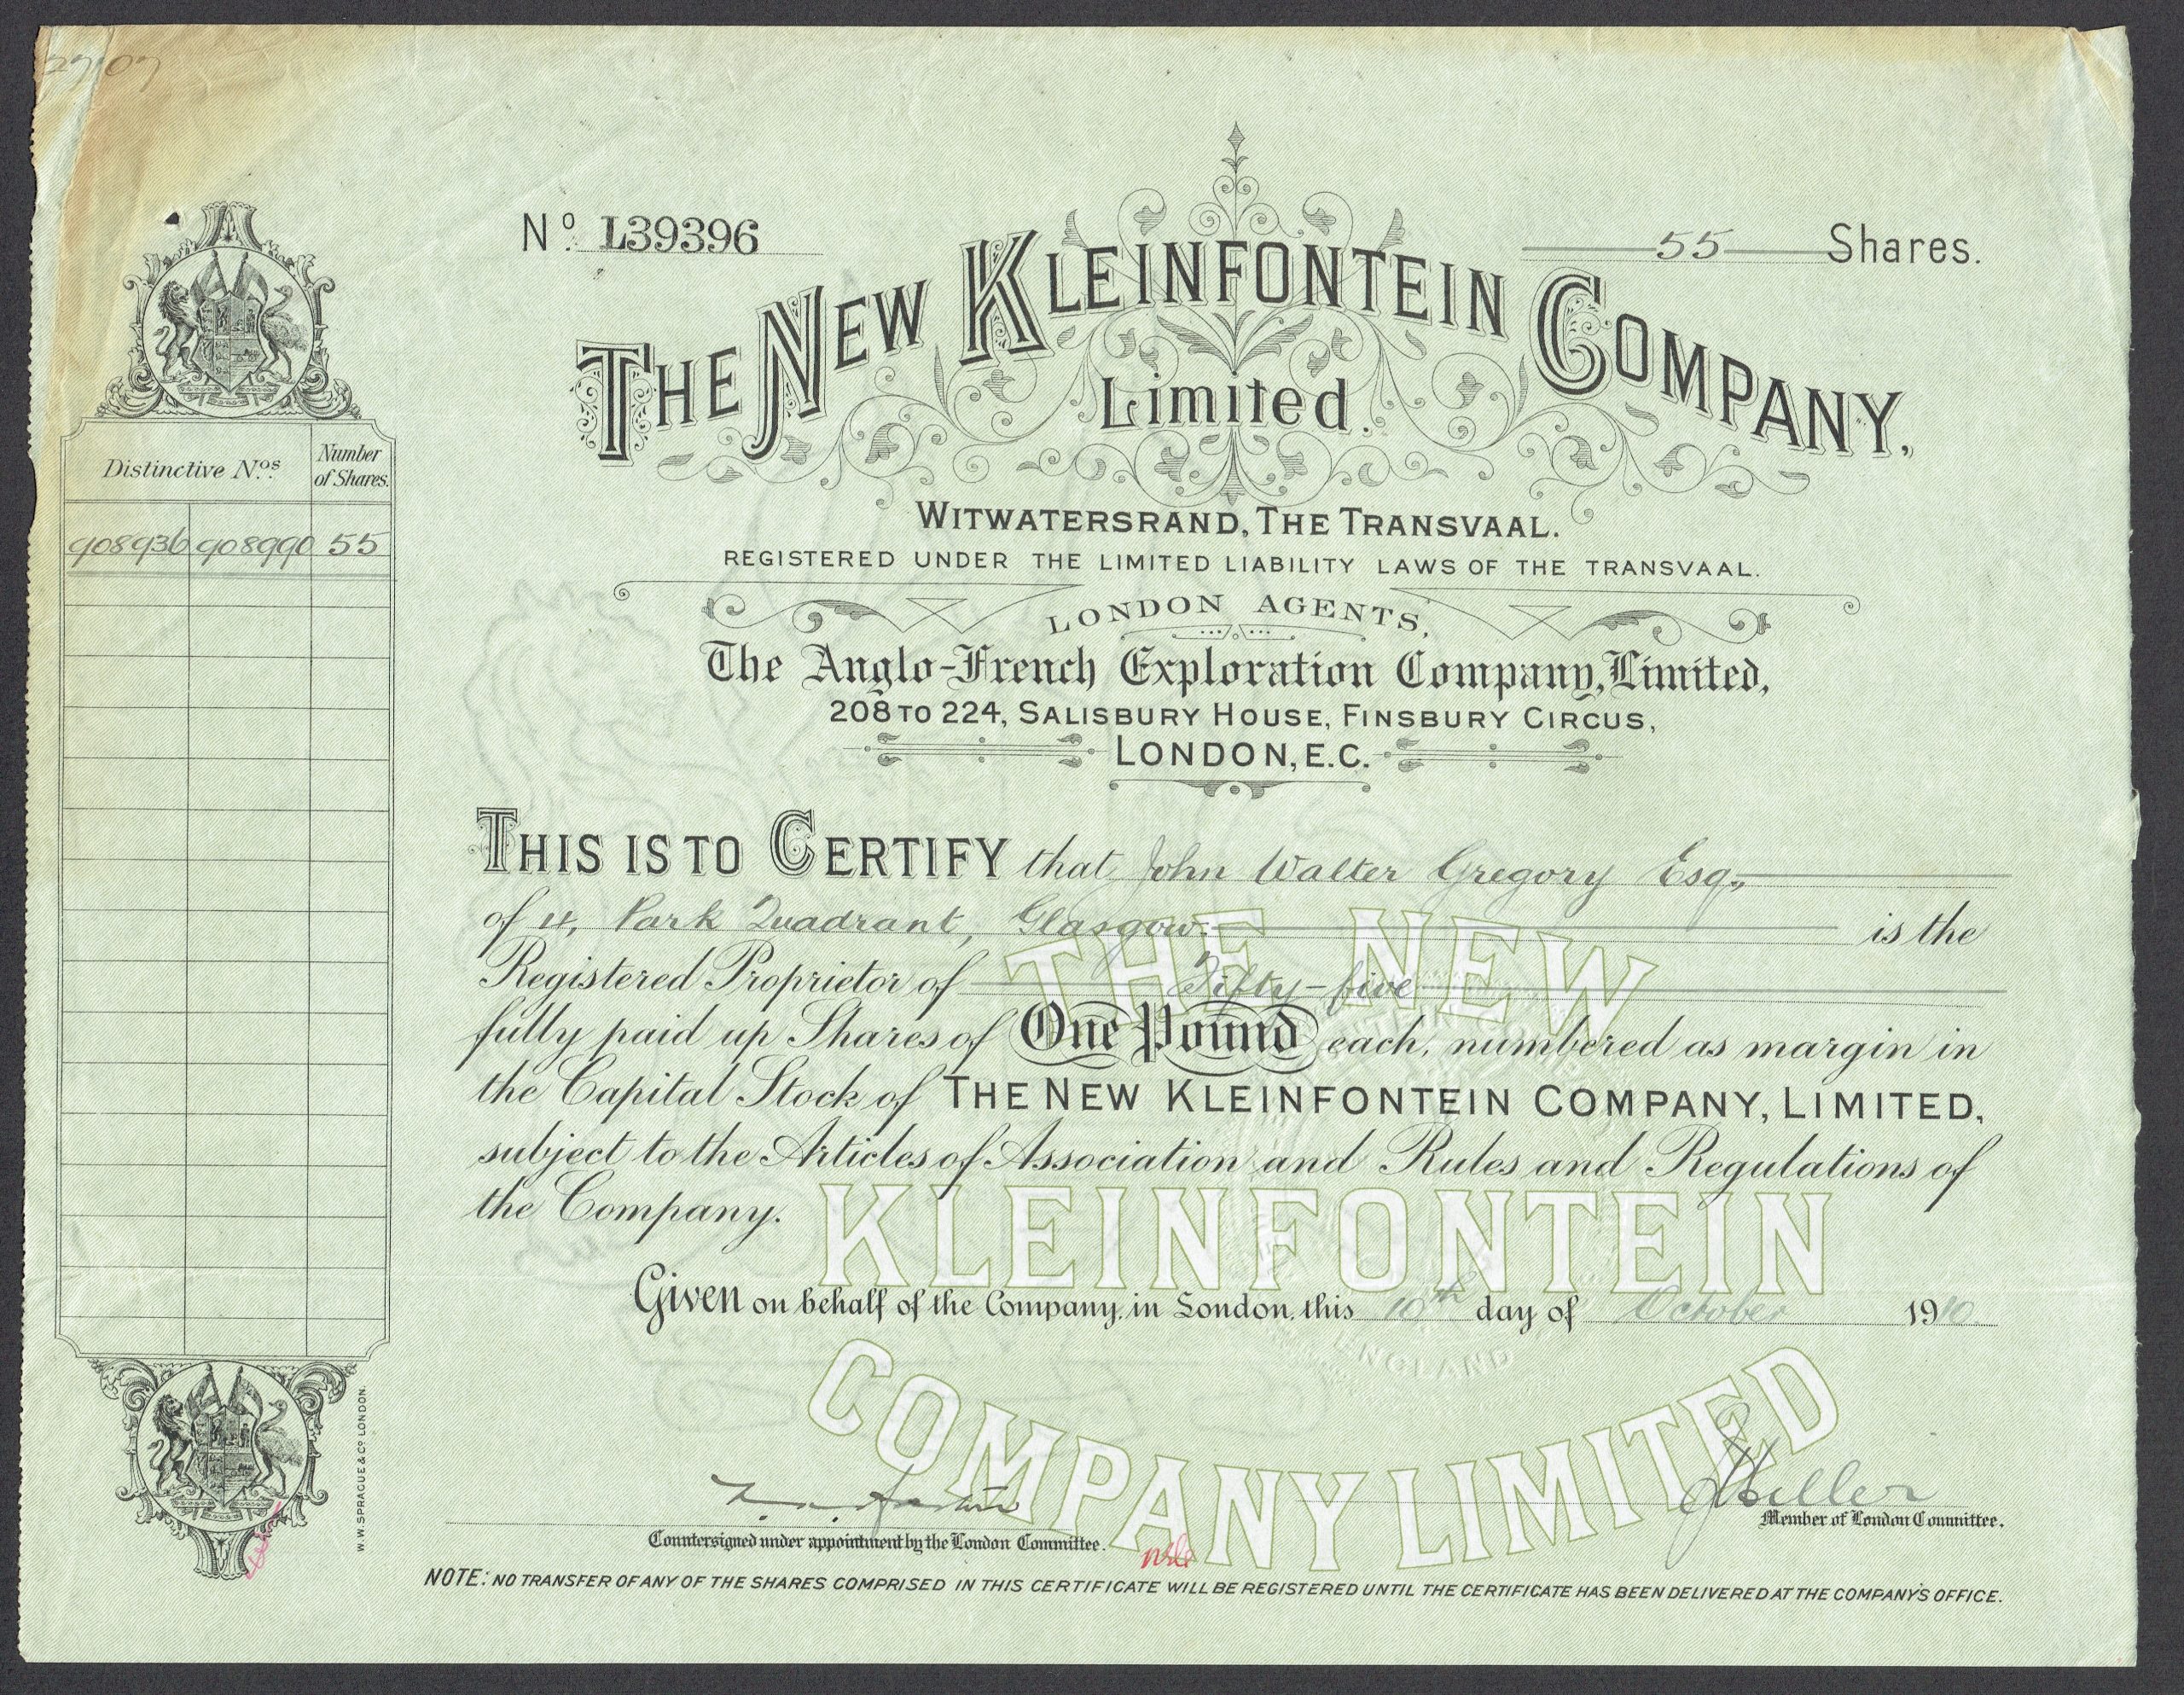 27107
Nº. L39396
55 Shares.
THE NEW KLEINFONTEIN COMPANY,
Limited.
WITWATERSRAND, THE TRANSVAAL.
REGISTERED UNDER THE LIMITED LIABILITY LAWS OF THE TRANSVAAL.
LONDON AGENTS,
The Anglo-French Exploration Company, Limited,
208 TO 224, SALISBURY HOUSE, FINSBURY CIRCUS,
LONDON, E.C.
Distinctive Nos. Number of Shares.
908936 908990 55
THIS IS TO CERTIFY that John Walter Gregory Esq.,
of 4, Park Quadrant, Glasgow. is the
Registered Proprietor of Fifty-five
fully paid up Shares of One Pound each, numbered as margin in
the Capital Stock of THE NEW KLEINFONTEIN COMPANY, LIMITED,
subject to the Articles of Association and Rules and Regulations of
the Company.
Given on behalf of the Company, in London, this 10th day of October 1910.
THE NEW
KLEINFONTEIN
COMPANY LIMITED
ENGLAND
Countersigned under appointment by the London Committee.
Member of London Committee.
NOTE: NO TRANSFER OF ANY OF THE SHARES COMPRISED IN THIS CERTIFICATE WILL BE REGISTERED UNTIL THE CERTIFICATE HAS BEEN DELIVERED AT THE COMPANY'S OFFICE.
W. W. SPRAGUE & Co. LONDON.